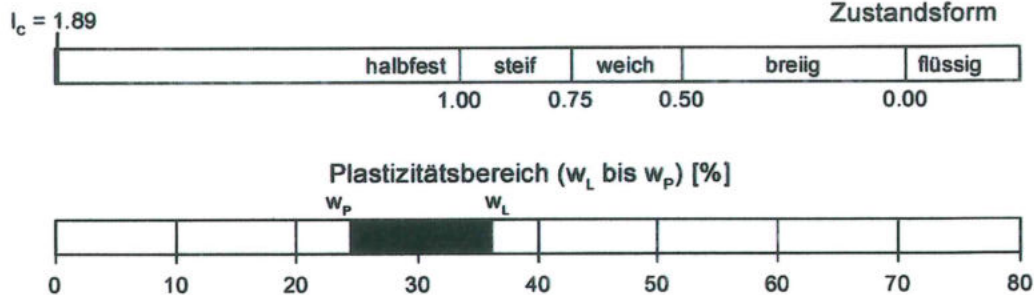 Zustandsform
I_c = 1.89
halbfest steif weich breiig flüssig
1.00 0.75 0.50 0.00
Plastizitätsbereich (w_L bis w_P) [%]
w_P w_L
0 10 20 30 40 50 60 70 80